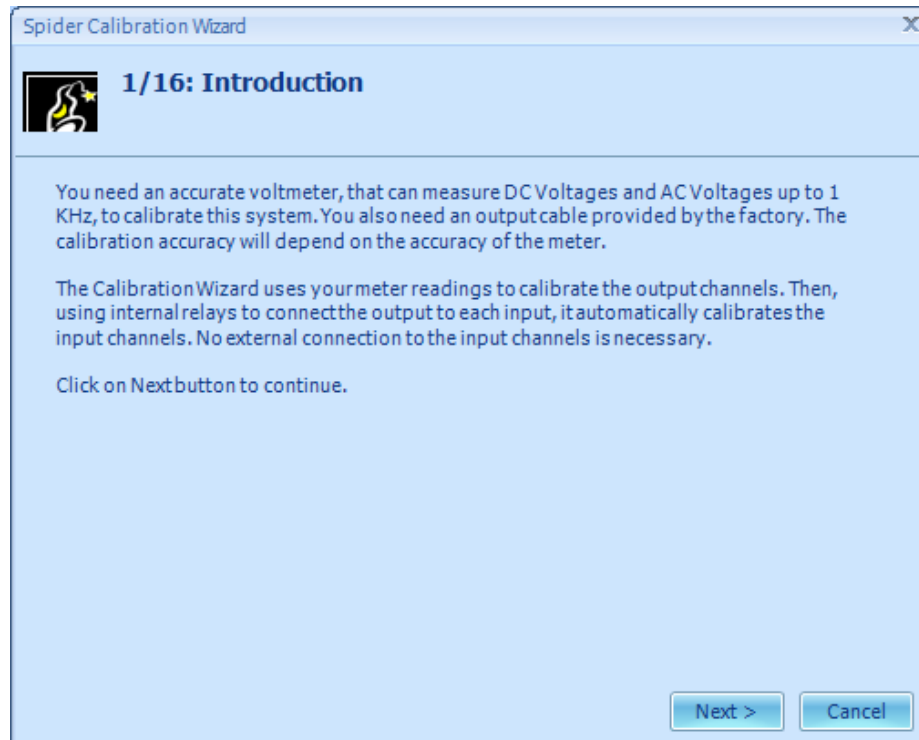 Spider Calibration Wizard
X
1/16: Introduction
You need an accurate voltmeter, that can measure DC Voltages and AC Voltages up to 1
KHz, to calibrate this system. You also need an output cable provided by the factory. The
calibration accuracy will depend on the accuracy of the meter.
The Calibration Wizard uses your meter readings to calibrate the output channels. Then,
using internal relays to connect the output to each input, it automatically calibrates the
input channels. No external connection to the input channels is necessary.
Click on Next button to continue.
Next >
Cancel